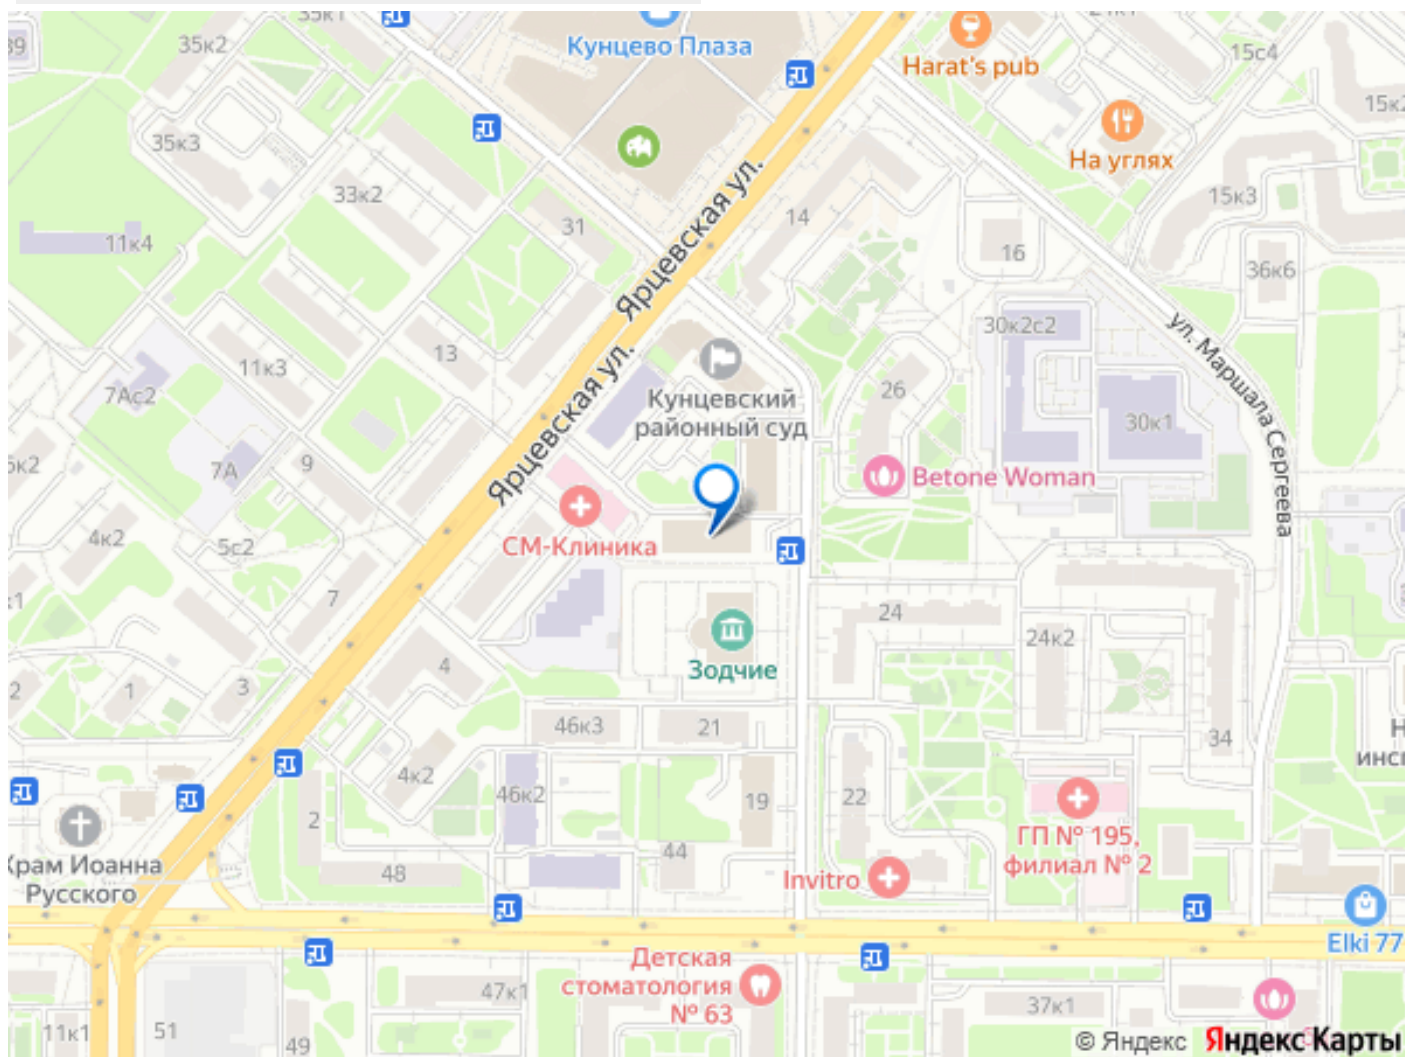 35к1
39
35к2
Кунцево Плаза
Harat's pub
15с4
35к3
На углях
33к2
15к3
11к4
31
14
16
36к6
Ярцевская ул.
30к2с2
ул. Маршала Сергеева
13
11к3
7Ас2
Ярцевская ул.
Кунцевский
районный суд
26
30к1
9
7А
Betone Woman
СМ-Клиника
4к2
5с2
7
24
24к2
Зодчие
4
3
1
2
46к3
21
34
4к2
46к2
19
22
2
44
48
Храм Иоанна
Русского
ГП № 195,
филиал № 2
Invitro
Elki 77
Детская
стоматология
№ 63
47к1
37к1
11к1
51
49
© Яндекс Яндекс Карты